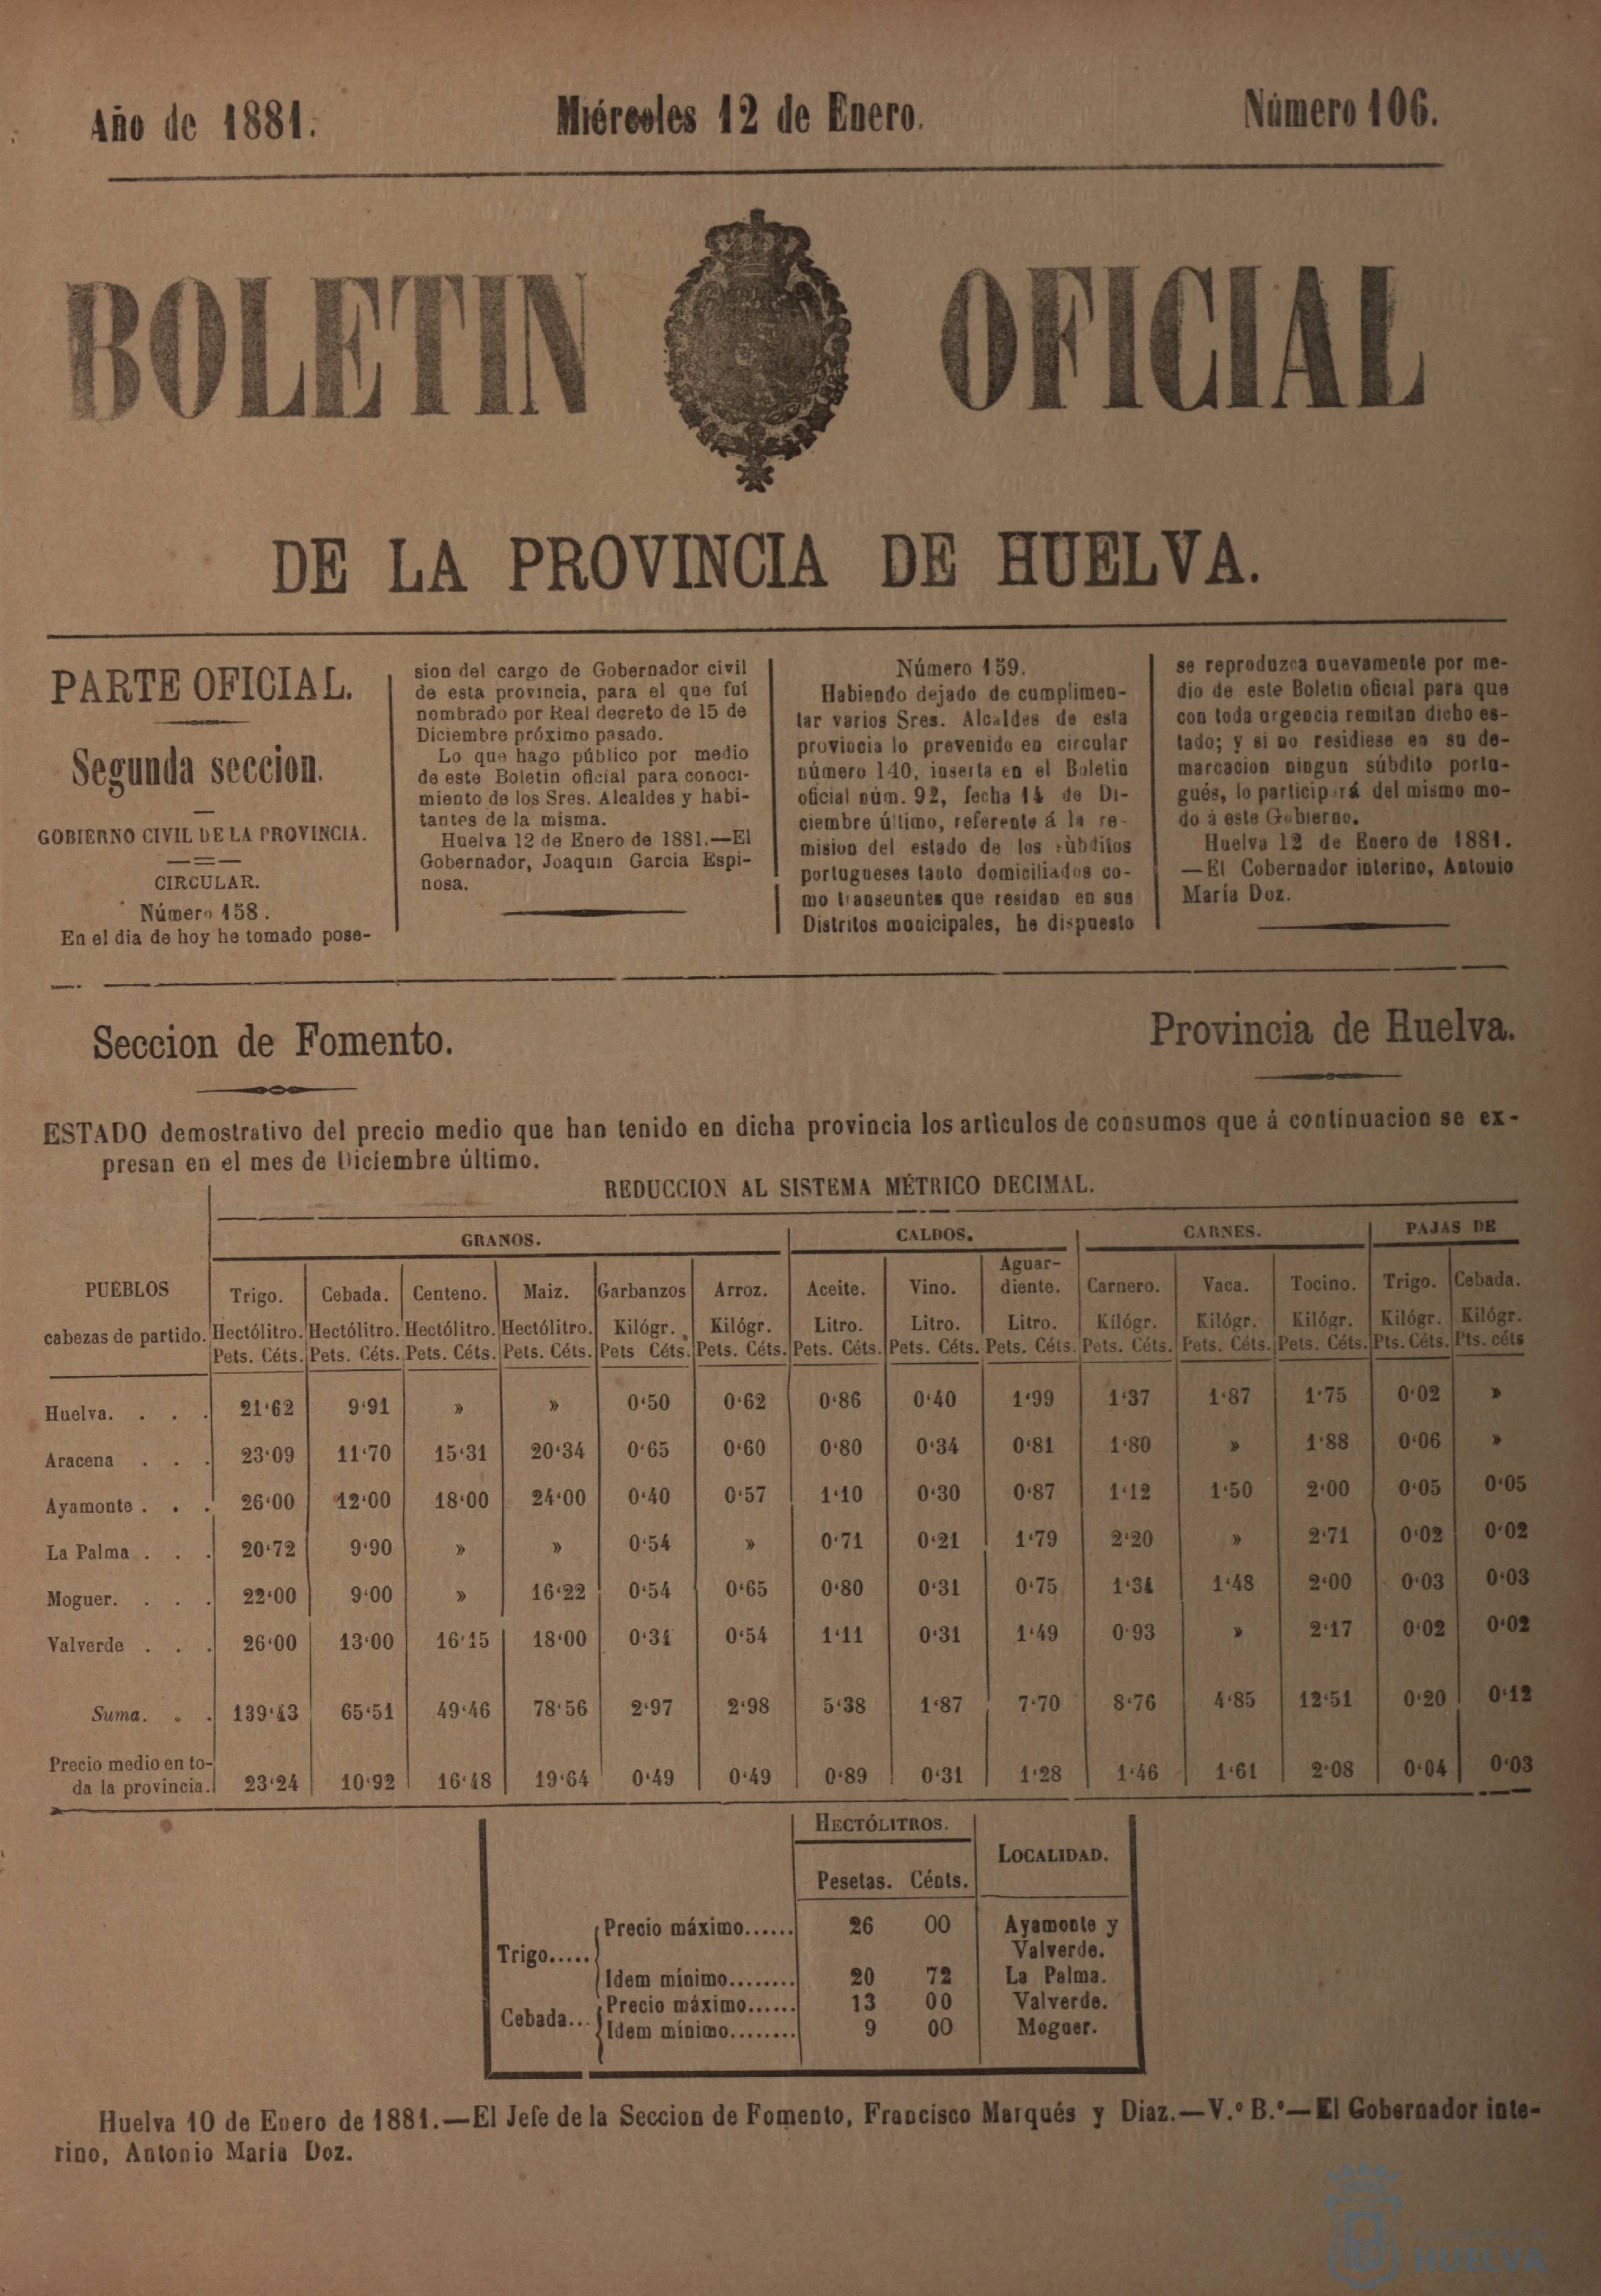 Año de 1881.
Miércoles 12 de Enero.
Número 106.
BOLETIN OFICIAL
DE LA PROVINCIA DE HUELVA.
PARTE OFICIAL.
Segunda seccion.
GOBIERNO CIVIL DE LA PROVINCIA.
CIRCULAR.
Número 158.
En el dia de hoy he tomado pose-
sion del cargo de Gobernador civil
de esta provincia, para el que fuí
nombrado por Real decreto de 15 de
Diciembre próximo pasado.
Lo que hago público por medio
de este Boletin oficial para conoci-
miento de los Sres. Alcaldes y habi-
tantes de la misma.
Huelva 12 de Enero de 1881.—El
Gobernador, Joaquin Garcia Espi-
nosa.
Número 159.
Habiendo dejado de cumplimen-
tar varios Sres. Alcaldes de esta
provincia lo prevenido en circular
número 140, inserta en el Boletin
oficial núm. 92, fecha 14 de Di-
ciembre último, referente á la re-
mision del estado de los súbditos
portugueses tanto domiciliados co-
mo transeuntes que residan en sus
Distritos municipales, he dispuesto
se reproduzca nuevamente por me-
dio de este Boletin oficial para que
con toda urgencia remitan dicho es-
tado; y si no residiese en su de-
marcacion ningun súbdito portu-
gués, lo participará del mismo mo-
do á este Gobierno.
Huelva 12 de Enero de 1881.
—El Cobernador interino, Antonio
María Doz.
Seccion de Fomento.
Provincia de Huelva.
ESTADO demostrativo del precio medio que han tenido en dicha provincia los artìculos de consumos que á continuacion se ex-
presan en el mes de Diciembre último.
REDUCCION AL SISTEMA MÉTRICO DECIMAL.
GRANOS. CALDOS. CARNES. PAJAS DE
PUEBLOS
cabezas de partido.
Trigo. Cebada. Centeno. Maiz. Garbanzos Arroz. Aceite. Vino. Aguar-
diente. Carnero. Vaca. Tocino. Trigo. Cebada.
Hectólitro. Hectólitro. Hectólitro. Hectólitro. Kilógr. Kilógr. Litro. Litro. Litro. Kilógr. Kilógr. Kilógr. Kilógr. Kilógr.
Pets. Céts. Pets. Céts. Pets. Céts. Pets. Céts. Pets Céts. Pets. Céts. Pets. Céts. Pets. Céts. Pets. Céts. Pets. Céts. Pets. Céts. Pets. Céts. Pts. Céts. Pts. céts
Huelva. . . . 21‘62 9‘91 » » 0‘50 0‘62 0‘86 0‘40 1‘99 1‘37 1‘87 1‘75 0‘02 »
Aracena . . . 23‘09 11‘70 15‘31 20‘34 0‘65 0‘60 0‘80 0‘34 0‘81 1‘80 » 1‘88 0‘06 »
Ayamonte . . . 26‘00 12‘00 18‘00 24‘00 0‘40 0‘57 1‘10 0‘30 0‘87 1‘12 1‘50 2‘00 0‘05 0‘05
La Palma . . . 20‘72 9‘90 » » 0‘54 » 0‘71 0‘21 1‘79 2‘20 » 2‘71 0‘02 0‘02
Moguer. . . . 22‘00 9‘00 » 16‘22 0‘54 0‘65 0‘80 0‘31 0‘75 1‘34 1‘48 2‘00 0‘03 0‘03
Valverde . . . 26‘00 13‘00 16‘15 18‘00 0‘34 0‘54 1‘11 0‘31 1‘49 0‘93 » 2‘17 0‘02 0‘02
Suma. . . 139‘43 65‘51 49‘46 78‘56 2‘97 2‘98 5‘38 1‘87 7‘70 8‘76 4‘85 12‘51 0‘20 0‘12
Precio medio en to-
da la provincia. 23‘24 10‘92 16‘48 19‘64 0‘49 0‘49 0‘89 0‘31 1‘28 1‘46 1‘61 2‘08 0‘04 0‘03
HECTÓLITROS.
LOCALIDAD.
Pesetas. Cénts.
Trigo.....
Precio máximo...... 26 00 Ayamonte y
Valverde.
Idem mínimo........ 20 72 La Palma.
Cebada...
Precio máximo...... 13 00 Valverde.
Idem mínimo........ 9 00 Moguer.
Huelva 10 de Enero de 1881.—El Jefe de la Seccion de Fomento, Francisco Marqués y Diaz.—V.º B.º—El Gobernador inte-
rino, Antonio María Doz.
HUELVA